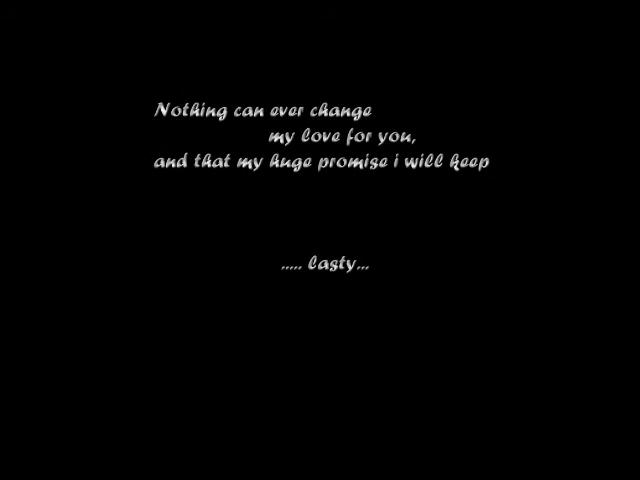 Nothing can ever change
my love for you,
and that my huge promise i will keep
..... lasty...